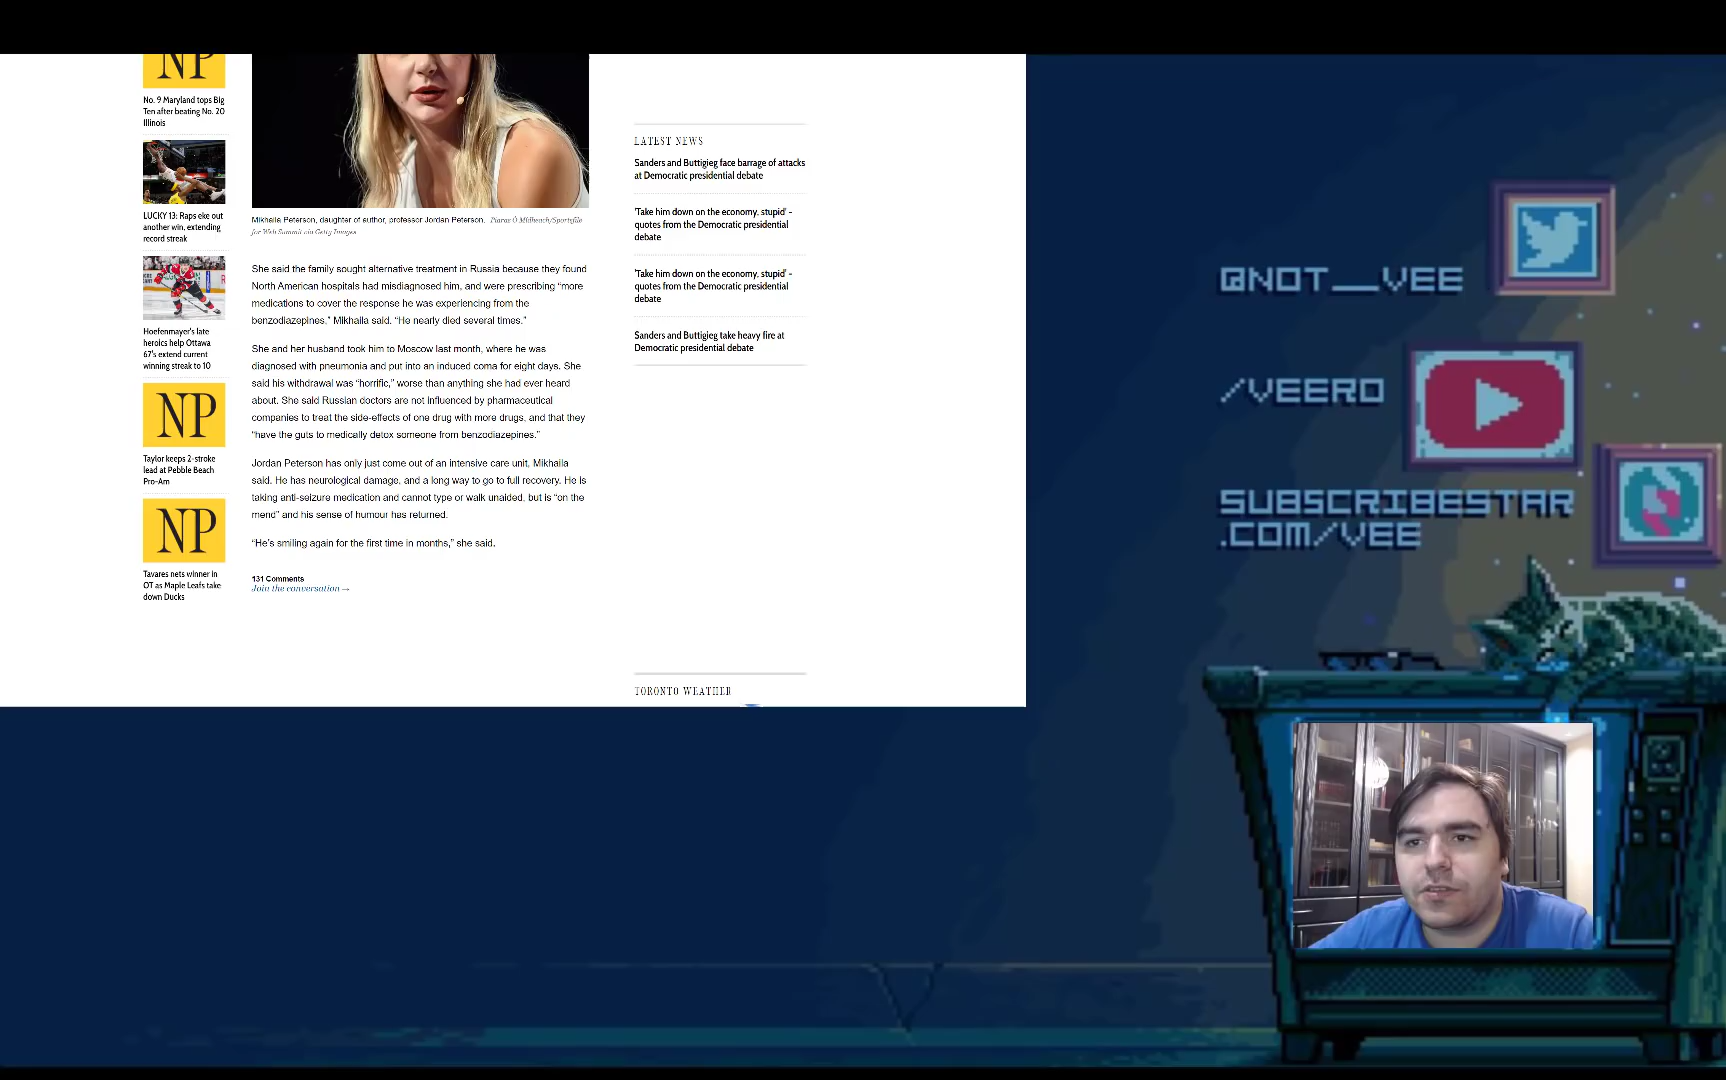 NP
No. 9 Maryland tops Big
Ten after beating No. 20
Illinois
LUCKY 13: Raps eke out
another win, extending
record streak
Hoefenmayer's late
heroics help Ottawa
67's extend current
winning streak to 10
NP
Taylor keeps 2-stroke
lead at Pebble Beach
Pro-Am
NP
Tavares nets winner in
OT as Maple Leafs take
down Ducks
Mikhaila Peterson, daughter of author, professor Jordan Peterson. Piaras Ó Mídheach/Sportsfile
for Web Summit via Getty Images
She said the family sought alternative treatment in Russia because they found
North American hospitals had misdiagnosed him, and were prescribing “more
medications to cover the response he was experiencing from the
benzodiazepines,” Mikhaila said. “He nearly died several times.”
She and her husband took him to Moscow last month, where he was
diagnosed with pneumonia and put into an induced coma for eight days. She
said his withdrawal was “horrific,” worse than anything she had ever heard
about. She said Russian doctors are not influenced by pharmaceutical
companies to treat the side-effects of one drug with more drugs, and that they
“have the guts to medically detox someone from benzodiazepines.”
Jordan Peterson has only just come out of an intensive care unit, Mikhaila
said. He has neurological damage, and a long way to go to full recovery. He is
taking anti-seizure medication and cannot type or walk unaided, but is “on the
mend” and his sense of humour has returned.
“He’s smiling again for the first time in months,” she said.
131 Comments
Join the conversation →
LATEST NEWS
Sanders and Buttigieg face barrage of attacks
at Democratic presidential debate
'Take him down on the economy, stupid' -
quotes from the Democratic presidential
debate
'Take him down on the economy, stupid' -
quotes from the Democratic presidential
debate
Sanders and Buttigieg take heavy fire at
Democratic presidential debate
TORONTO WEATHER
@NOT__VEE
/VEERO
SUBSCRIBESTAR
.COM/VEE